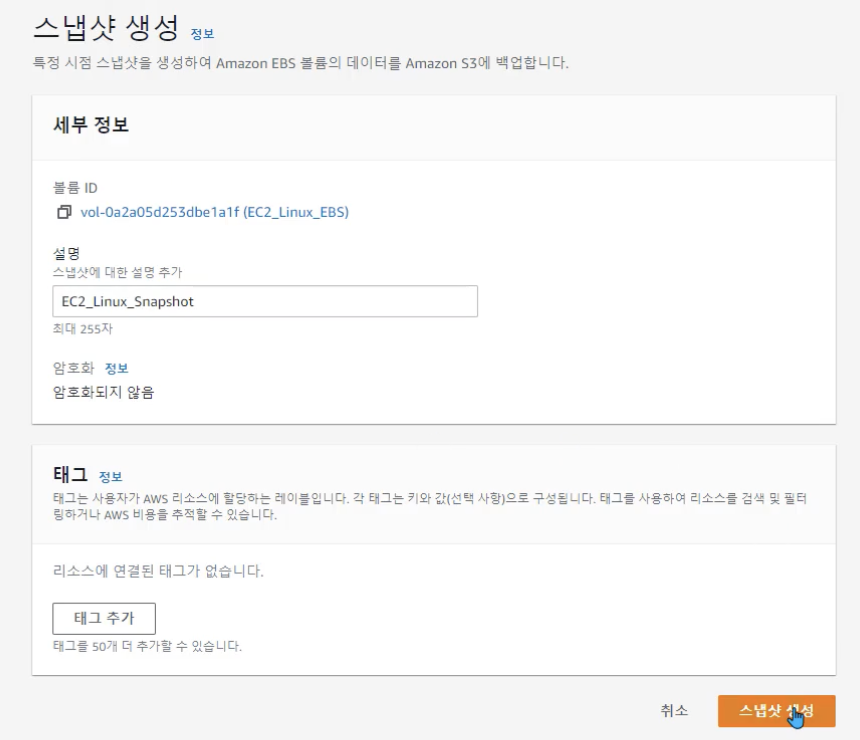 스냅샷 생성 정보
특정 시점 스냅샷을 생성하여 Amazon EBS 볼륨의 데이터를 Amazon S3에 백업합니다.
세부 정보
볼륨 ID
vol-0a2a05d253dbe1a1f (EC2_Linux_EBS)
설명
스냅샷에 대한 설명 추가
EC2_Linux_Snapshot
최대 255자
암호화 정보
암호화되지 않음
태그 정보
태그는 사용자가 AWS 리소스에 할당하는 레이블입니다. 각 태그는 키와 값(선택 사항)으로 구성됩니다. 태그를 사용하여 리소스를 검색 및 필터
링하거나 AWS 비용을 추적할 수 있습니다.
리소스에 연결된 태그가 없습니다.
태그 추가
태그를 50개 더 추가할 수 있습니다.
취소 스냅샷 생성